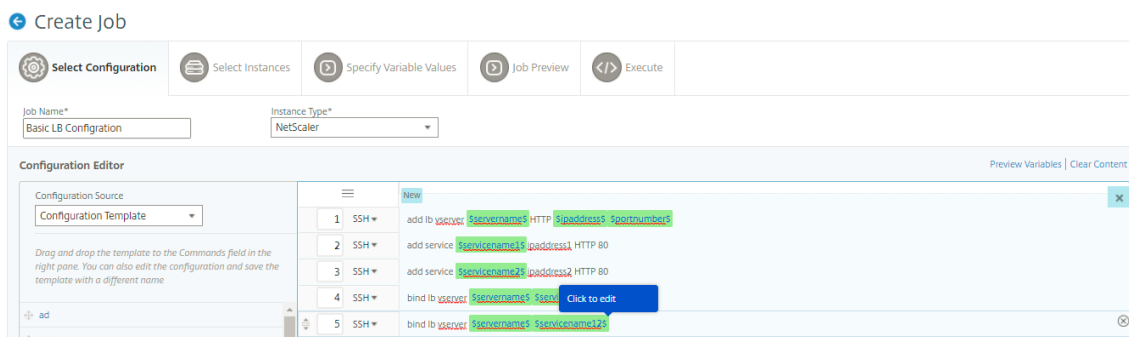 Create Job
Select Configuration
Select Instances
Specify Variable Values
Job Preview
Execute
Job Name*
Instance Type*
Basic LB Configration
NetScaler
Configuration Editor
Preview Variables | Clear Content
Configuration Source
Configuration Template
Drag and drop the template to the Commands field in the
right pane. You can also edit the configuration and save the
template with a different name
ad
New
1 SSH add lb vserver $servername$ HTTP $ipaddress$ $portnumber$
2 SSH add service $servicename1$ ipaddress1 HTTP 80
3 SSH add service $servicename2$ ipaddress2 HTTP 80
4 SSH bind lb vserver $servername$
Click to edit
5 SSH bind lb vserver $servername$ $servicename12$